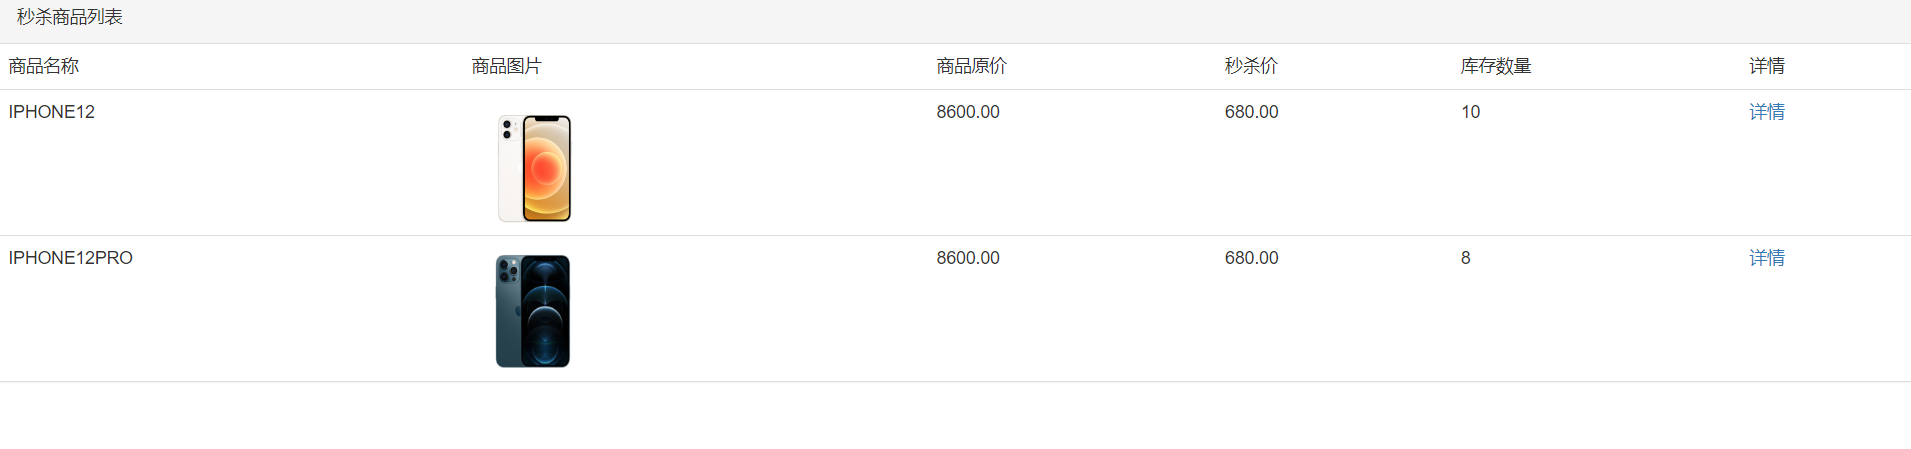 秒杀商品列表
商品名称 商品图片 商品原价 秒杀价 库存数量 详情
IPHONE12 8600.00 680.00 10 详情
IPHONE12PRO 8600.00 680.00 8 详情